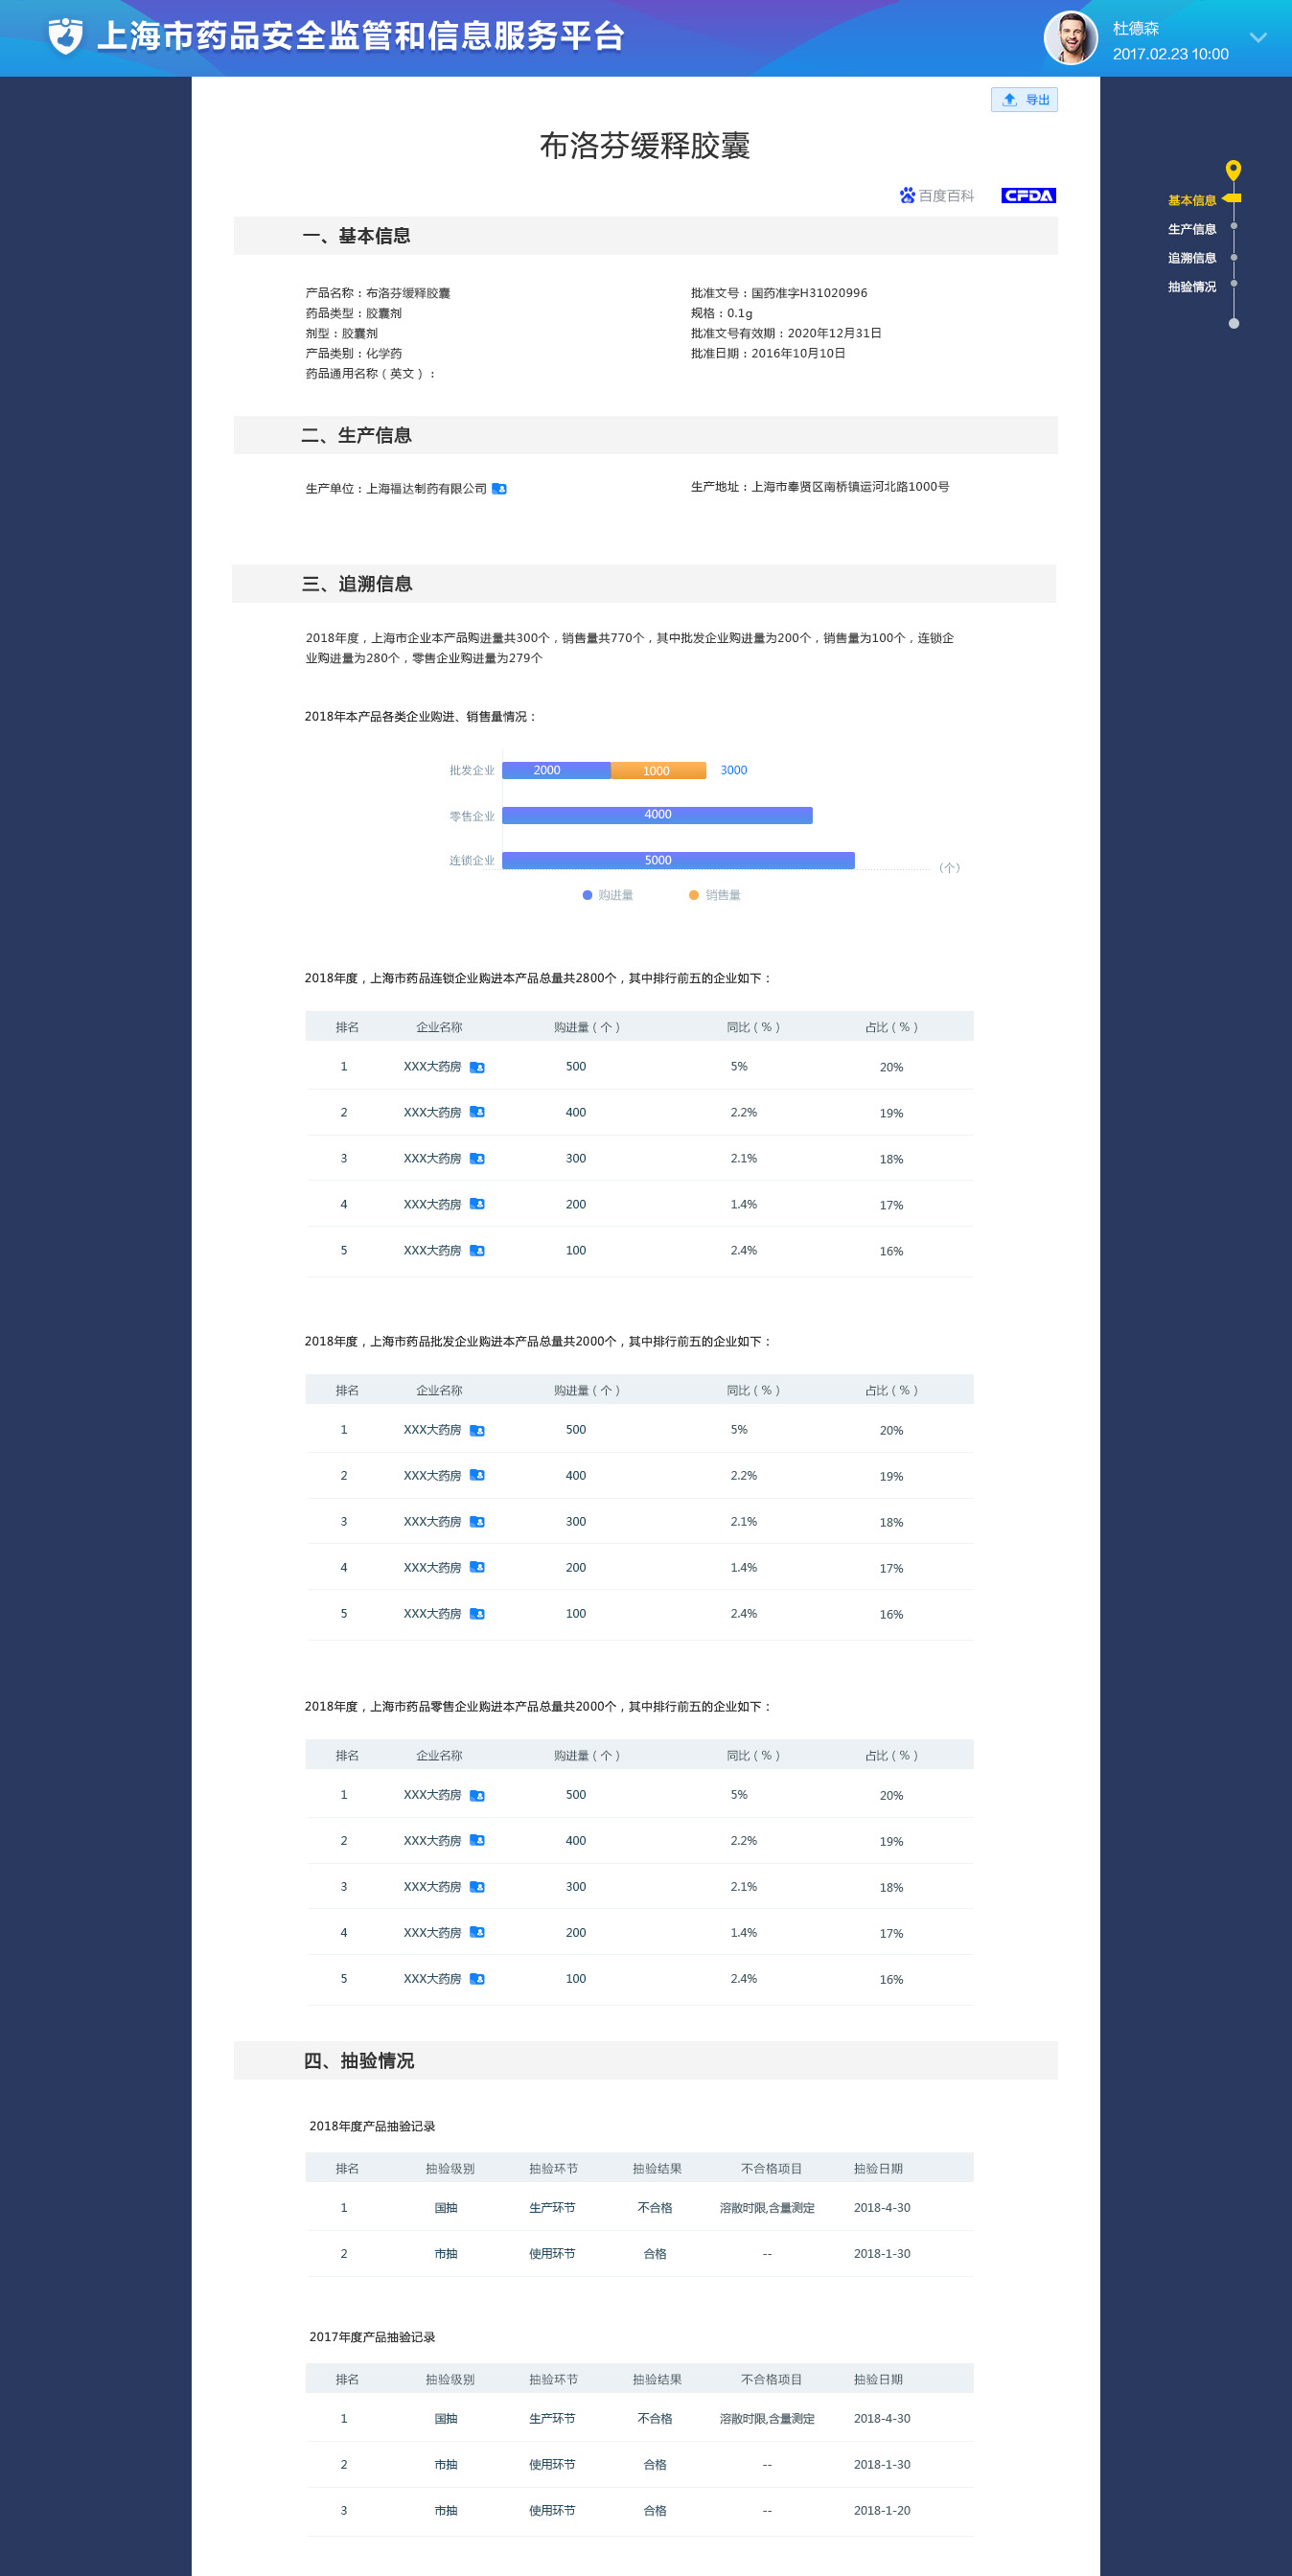 上海市药品安全监管和信息服务平台
杜德森
2017.02.23 10:00
导出
布洛芬缓释胶囊
百度百科 CFDA
基本信息
生产信息
追溯信息
抽验情况
一、基本信息
产品名称：布洛芬缓释胶囊 批准文号：国药准字H31020996
药品类型：胶囊剂 规格：0.1g
剂型：胶囊剂 批准文号有效期：2020年12月31日
产品类别：化学药 批准日期：2016年10月10日
药品通用名称（英文）：
二、生产信息
生产单位：上海福达制药有限公司 生产地址：上海市奉贤区南桥镇运河北路1000号
三、追溯信息
2018年度，上海市企业本产品购进量共300个，销售量共770个，其中批发企业购进量为200个，销售量为100个，连锁企
业购进量为280个，零售企业购进量为279个
2018年本产品各类企业购进、销售量情况：
批发企业 2000 1000 3000
零售企业 4000
连锁企业 5000
（个）
购进量 销售量
2018年度，上海市药品连锁企业购进本产品总量共2800个，其中排行前五的企业如下：
排名 企业名称 购进量（个） 同比（%） 占比（%）
1 XXX大药房 500 5% 20%
2 XXX大药房 400 2.2% 19%
3 XXX大药房 300 2.1% 18%
4 XXX大药房 200 1.4% 17%
5 XXX大药房 100 2.4% 16%
2018年度，上海市药品批发企业购进本产品总量共2000个，其中排行前五的企业如下：
排名 企业名称 购进量（个） 同比（%） 占比（%）
1 XXX大药房 500 5% 20%
2 XXX大药房 400 2.2% 19%
3 XXX大药房 300 2.1% 18%
4 XXX大药房 200 1.4% 17%
5 XXX大药房 100 2.4% 16%
2018年度，上海市药品零售企业购进本产品总量共2000个，其中排行前五的企业如下：
排名 企业名称 购进量（个） 同比（%） 占比（%）
1 XXX大药房 500 5% 20%
2 XXX大药房 400 2.2% 19%
3 XXX大药房 300 2.1% 18%
4 XXX大药房 200 1.4% 17%
5 XXX大药房 100 2.4% 16%
四、抽验情况
2018年度产品抽验记录
排名 抽验级别 抽验环节 抽验结果 不合格项目 抽验日期
1 国抽 生产环节 不合格 溶散时限,含量测定 2018-4-30
2 市抽 使用环节 合格 -- 2018-1-30
2017年度产品抽验记录
排名 抽验级别 抽验环节 抽验结果 不合格项目 抽验日期
1 国抽 生产环节 不合格 溶散时限,含量测定 2018-4-30
2 市抽 使用环节 合格 -- 2018-1-30
3 市抽 使用环节 合格 -- 2018-1-20